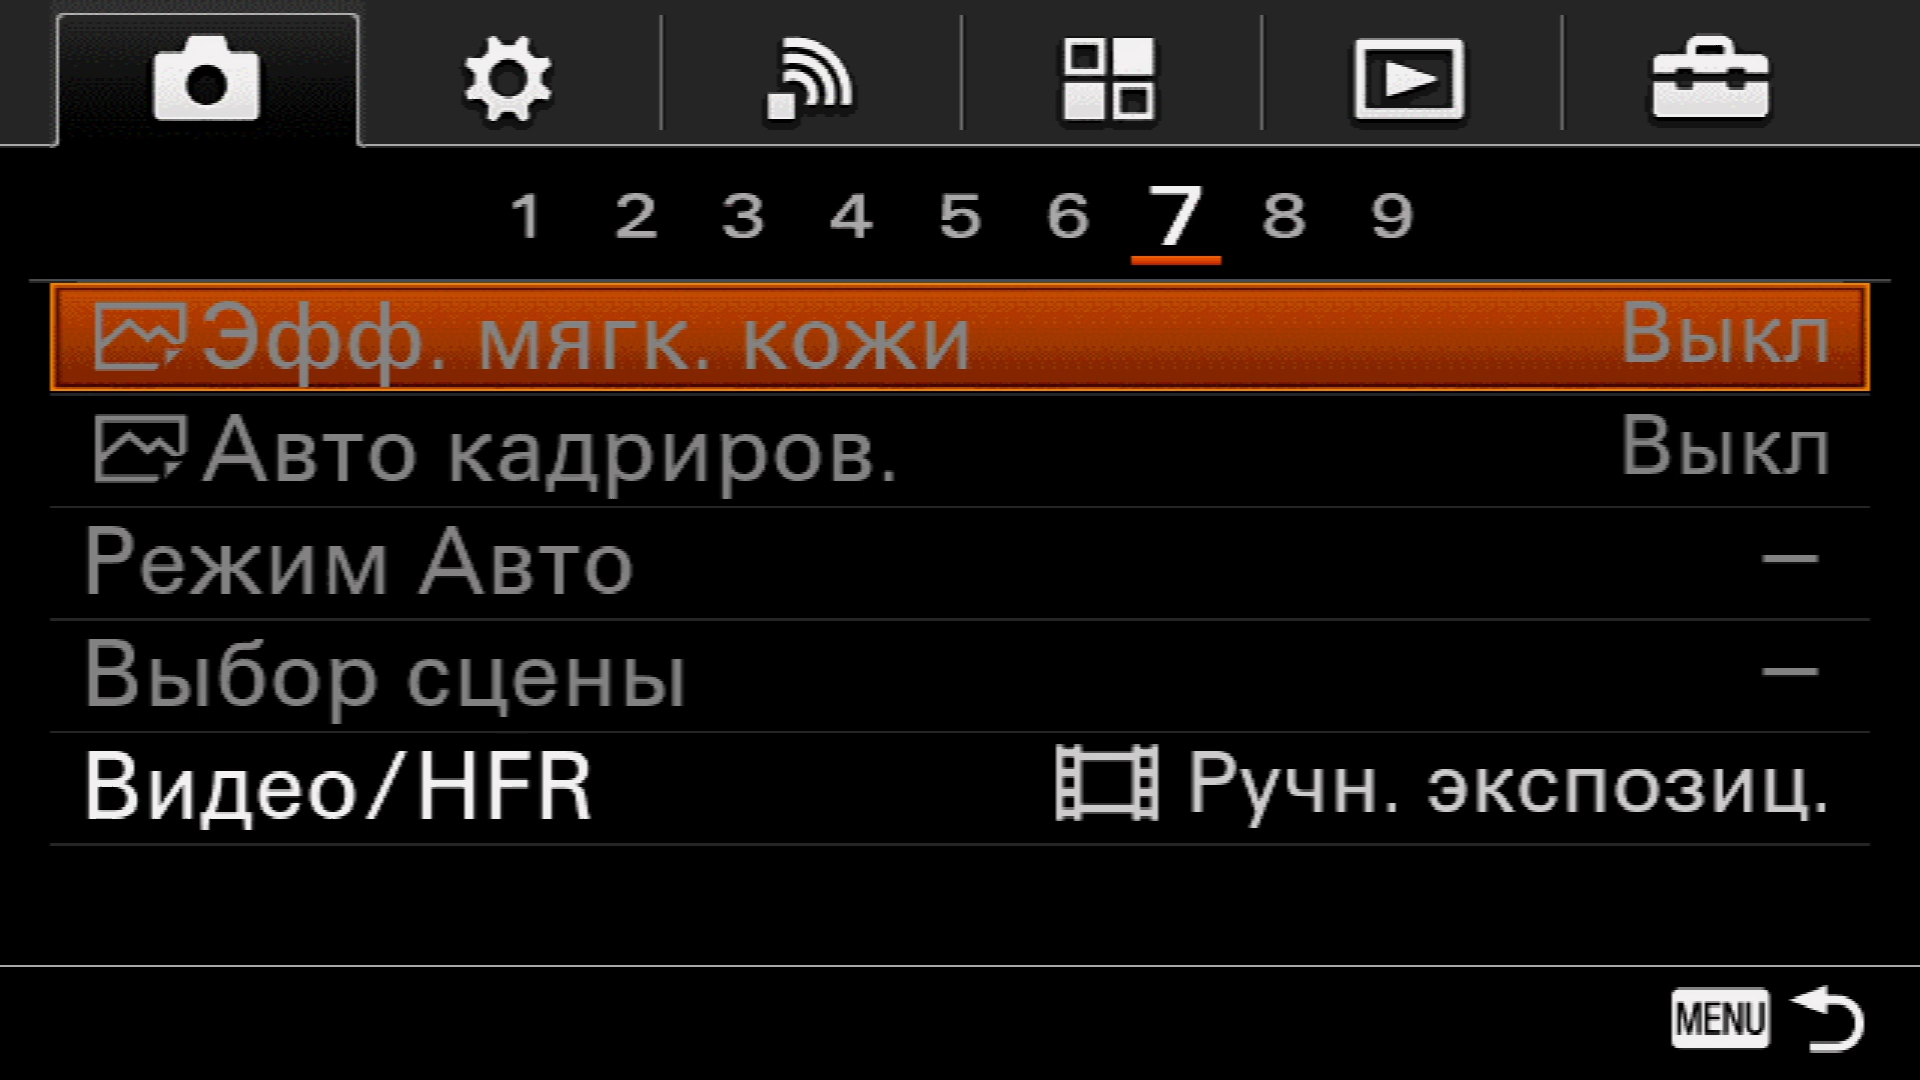 1 2 3 4 5 6 7 8 9
Эфф. мягк. кожи Выкл
Авто кадриров. Выкл
Режим Авто –
Выбор сцены –
Видео/HFR Ручн. экспозиц.
MENU